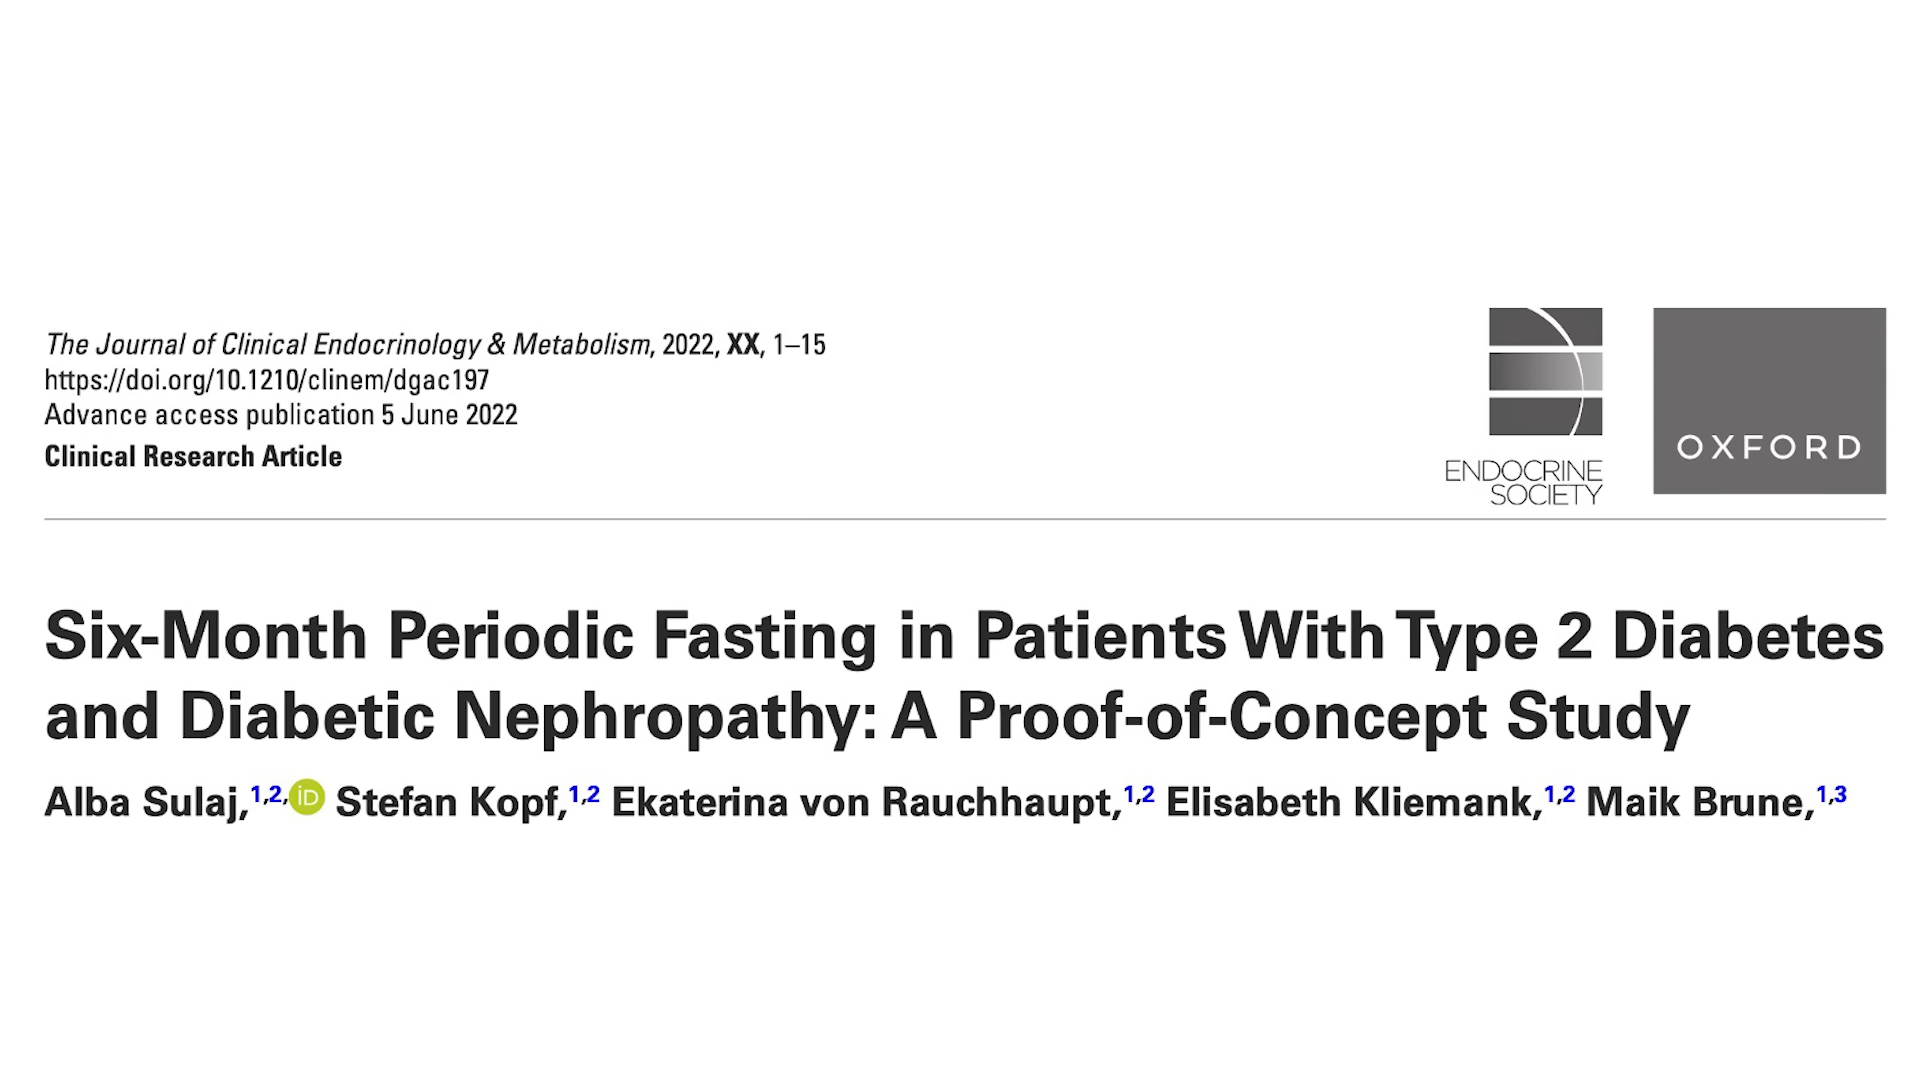 The Journal of Clinical Endocrinology & Metabolism, 2022, XX, 1–15
https://doi.org/10.1210/clinem/dgac197
Advance access publication 5 June 2022
Clinical Research Article
ENDOCRINE
SOCIETY
OXFORD
Six-Month Periodic Fasting in Patients With Type 2 Diabetes
and Diabetic Nephropathy: A Proof-of-Concept Study
Alba Sulaj,1,2, iD Stefan Kopf,1,2 Ekaterina von Rauchhaupt,1,2 Elisabeth Kliemank,1,2 Maik Brune,1,3